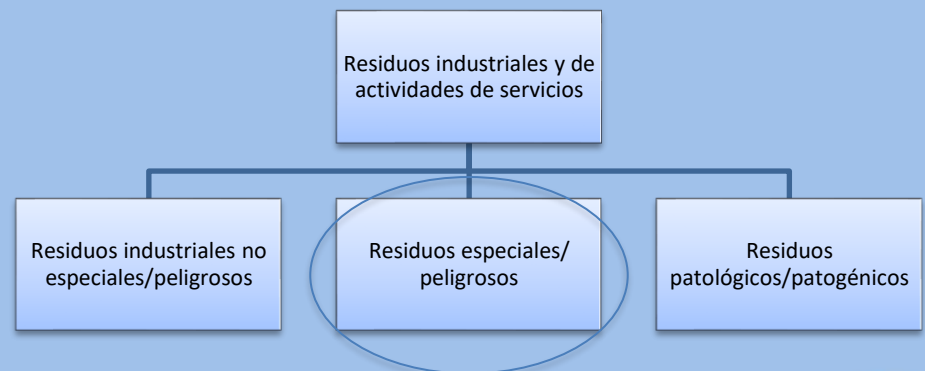 Residuos industriales y de
actividades de servicios
Residuos industriales no
especiales/peligrosos
Residuos especiales/
peligrosos
Residuos
patológicos/patogénicos